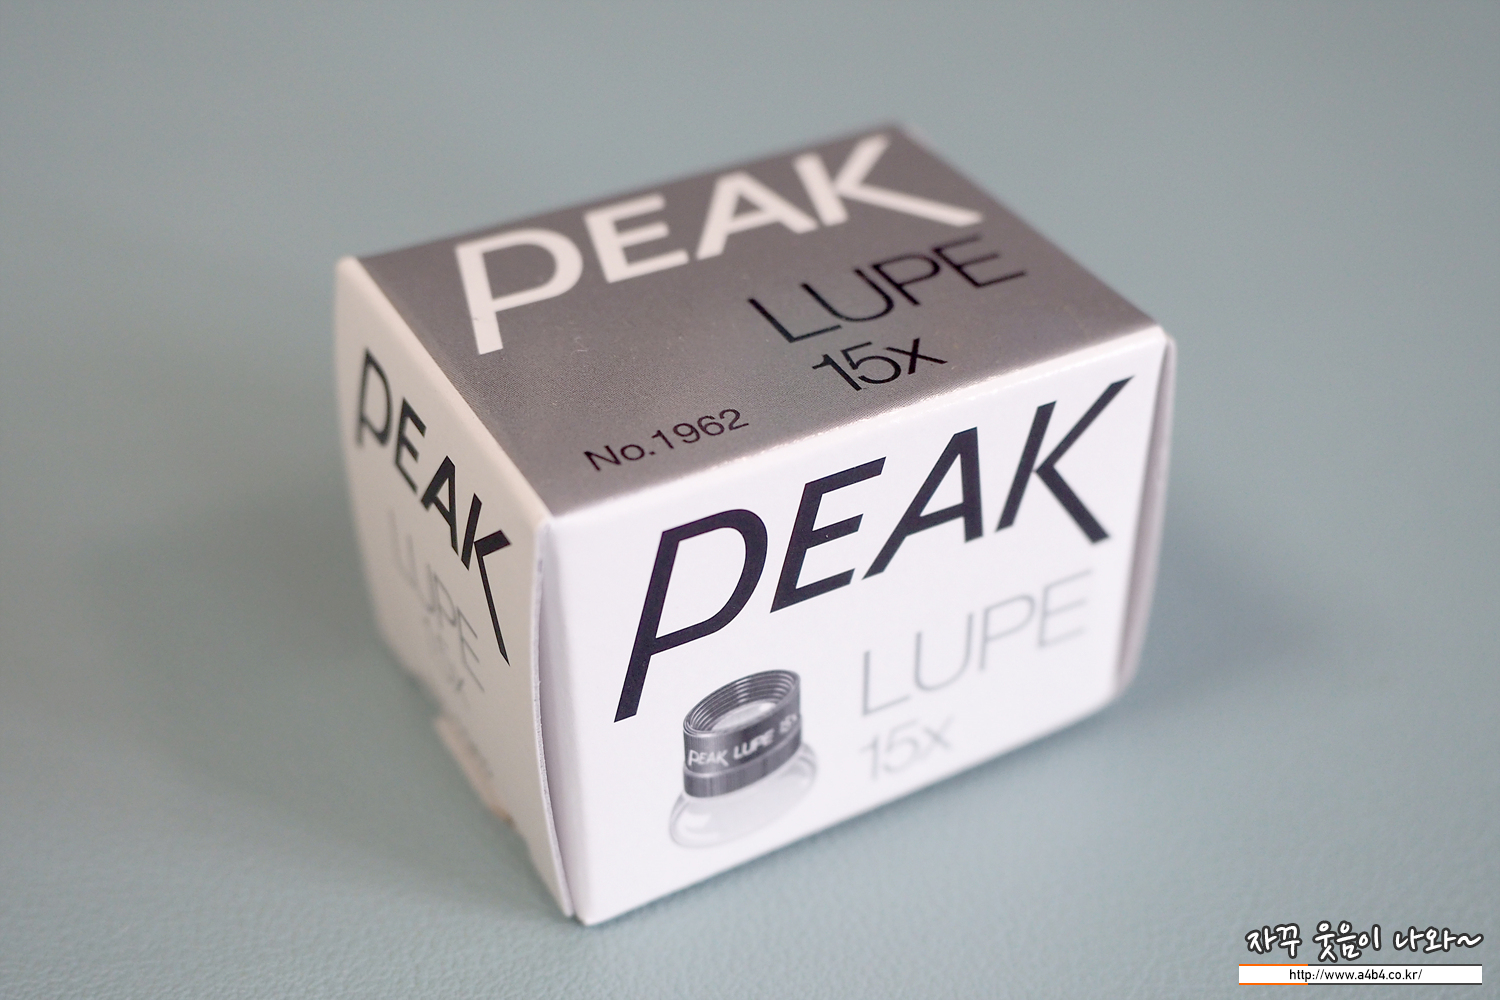 PEAK
LUPE
15x
No.1962
PEAK
LUPE
15x
PEAK
LUPE
15x
PEAK LUPE 15x
자꾸 웃음이 나와~
http://www.a4b4.co.kr/